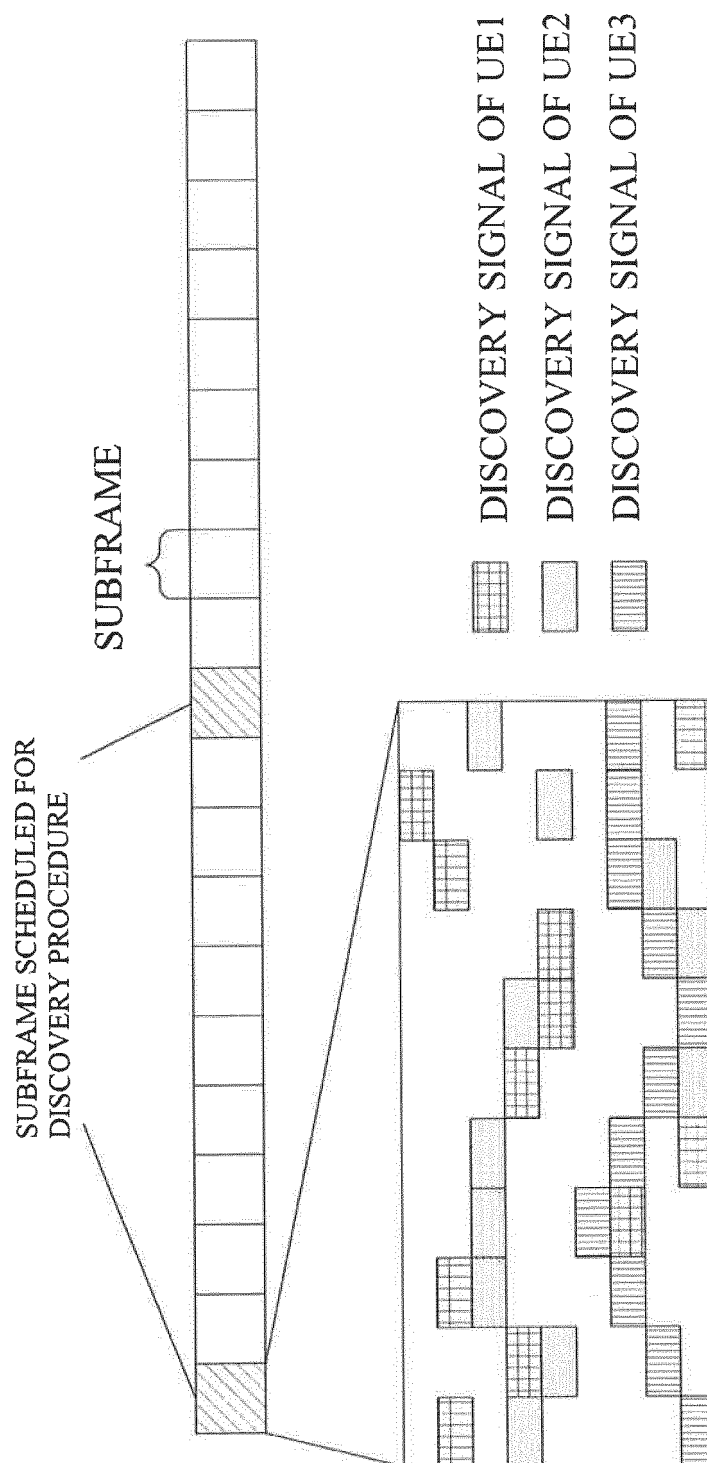 SUBFRAME SCHEDULED FOR
DISCOVERY PROCEDURE
SUBFRAME
DISCOVERY SIGNAL OF UE1
DISCOVERY SIGNAL OF UE2
DISCOVERY SIGNAL OF UE3